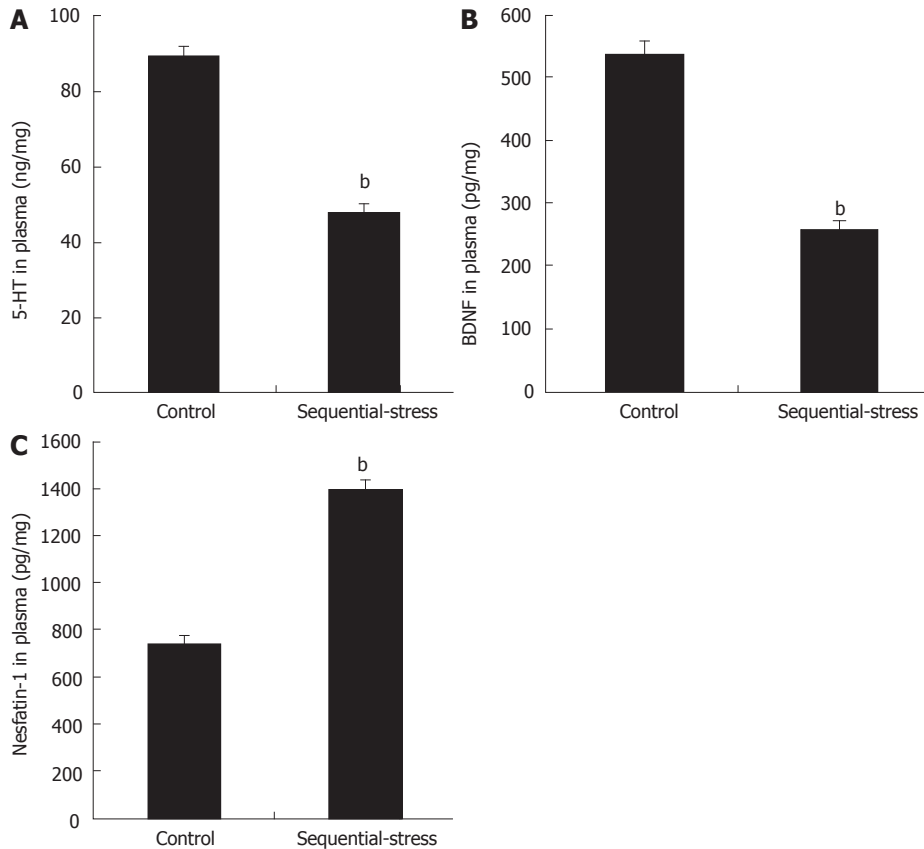 A
100
80
60
40
20
0
5-HT in plasma (ng/mg)
b
Control Sequential-stress
B
600
500
400
300
200
100
0
BDNF in plasma (pg/mg)
b
Control Sequential-stress
C
1600
1400
1200
1000
800
600
400
200
0
Nesfatin-1 in plasma (pg/mg)
b
Control Sequential-stress